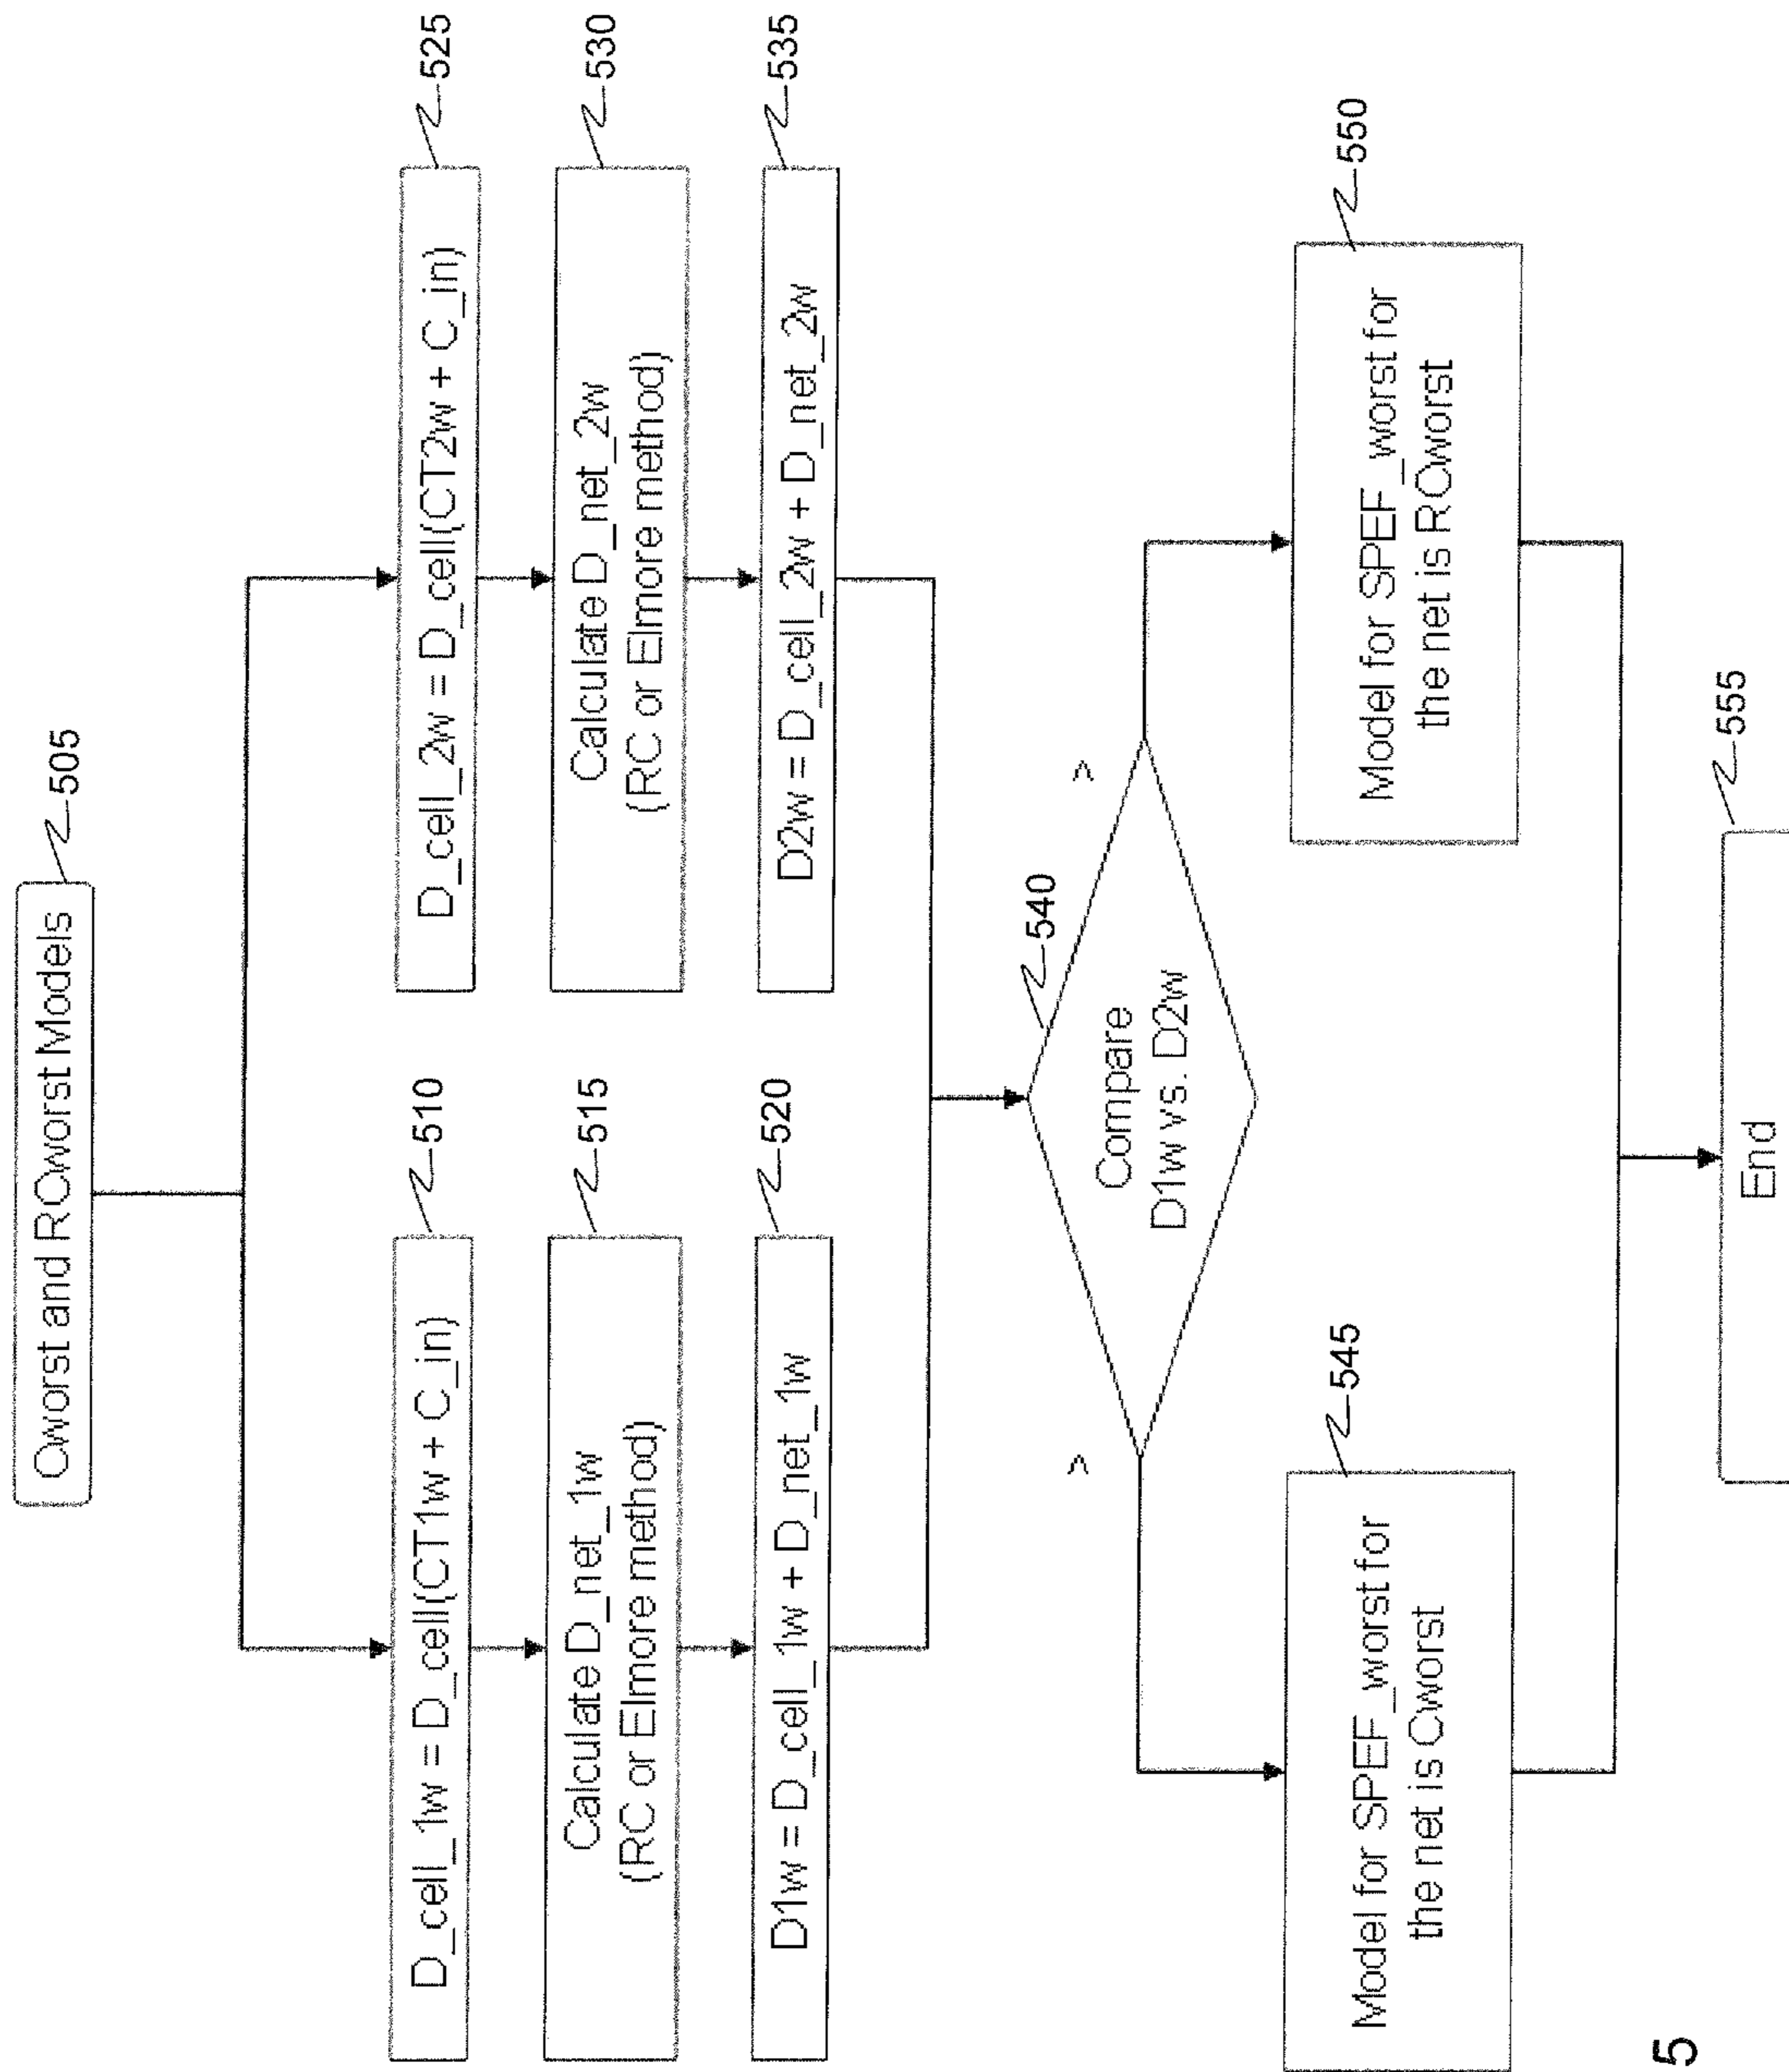 Cworst and RCworst Models
505
D_cell_1w = D_cell(CT1w + C_in)
510
Calculate D_net_1w
(RC or Elmore method)
515
D1w = D_cell_1w + D_net_1w
520
D_cell_2w = D_cell(CT2w + C_in)
525
Calculate D_net_2w
(RC or Elmore method)
530
D2w = D_cell_2w + D_net_2w
535
Compare
D1w vs. D2w
540
>
>
Model for SPEF_worst for
the net is Cworst
545
Model for SPEF_worst for
the net is RCworst
550
End
555
5